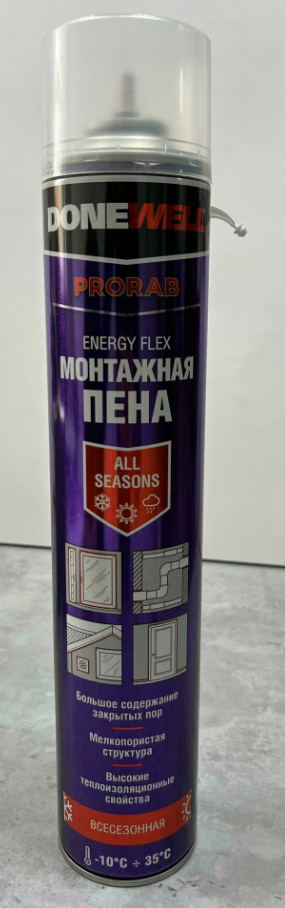 DONEWELL
PRORAB
ENERGY FLEX
МОНТАЖНАЯ
ПЕНА
ALL
SEASONS
Большое содержание
закрытых пор
Мелкопористая
структура
Высокие
теплоизоляционные
свойства
ВСЕСЕЗОННАЯ
-10°C ÷ 35°C